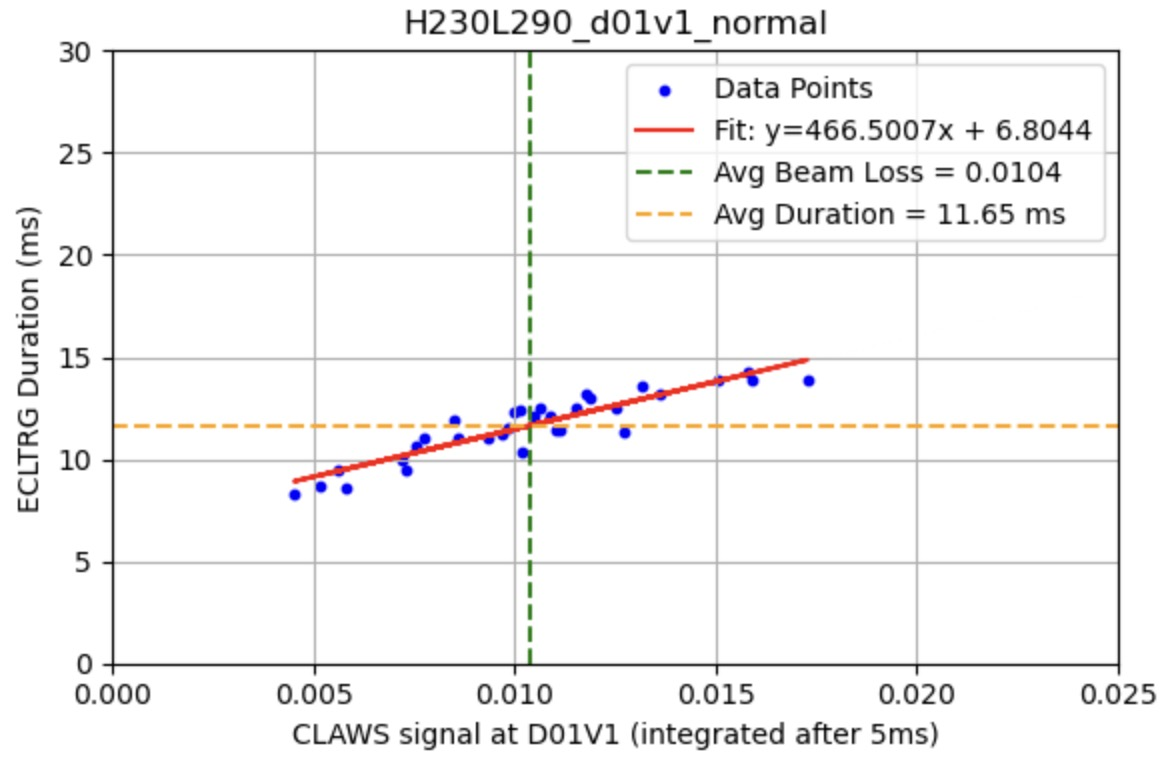 H230L290_d01v1_normal
30
25
20
15
10
5
0
ECLTRG Duration (ms)
Data Points
Fit: y=466.5007x + 6.8044
Avg Beam Loss = 0.0104
Avg Duration = 11.65 ms
0.000 0.005 0.010 0.015 0.020 0.025
CLAWS signal at D01V1 (integrated after 5ms)